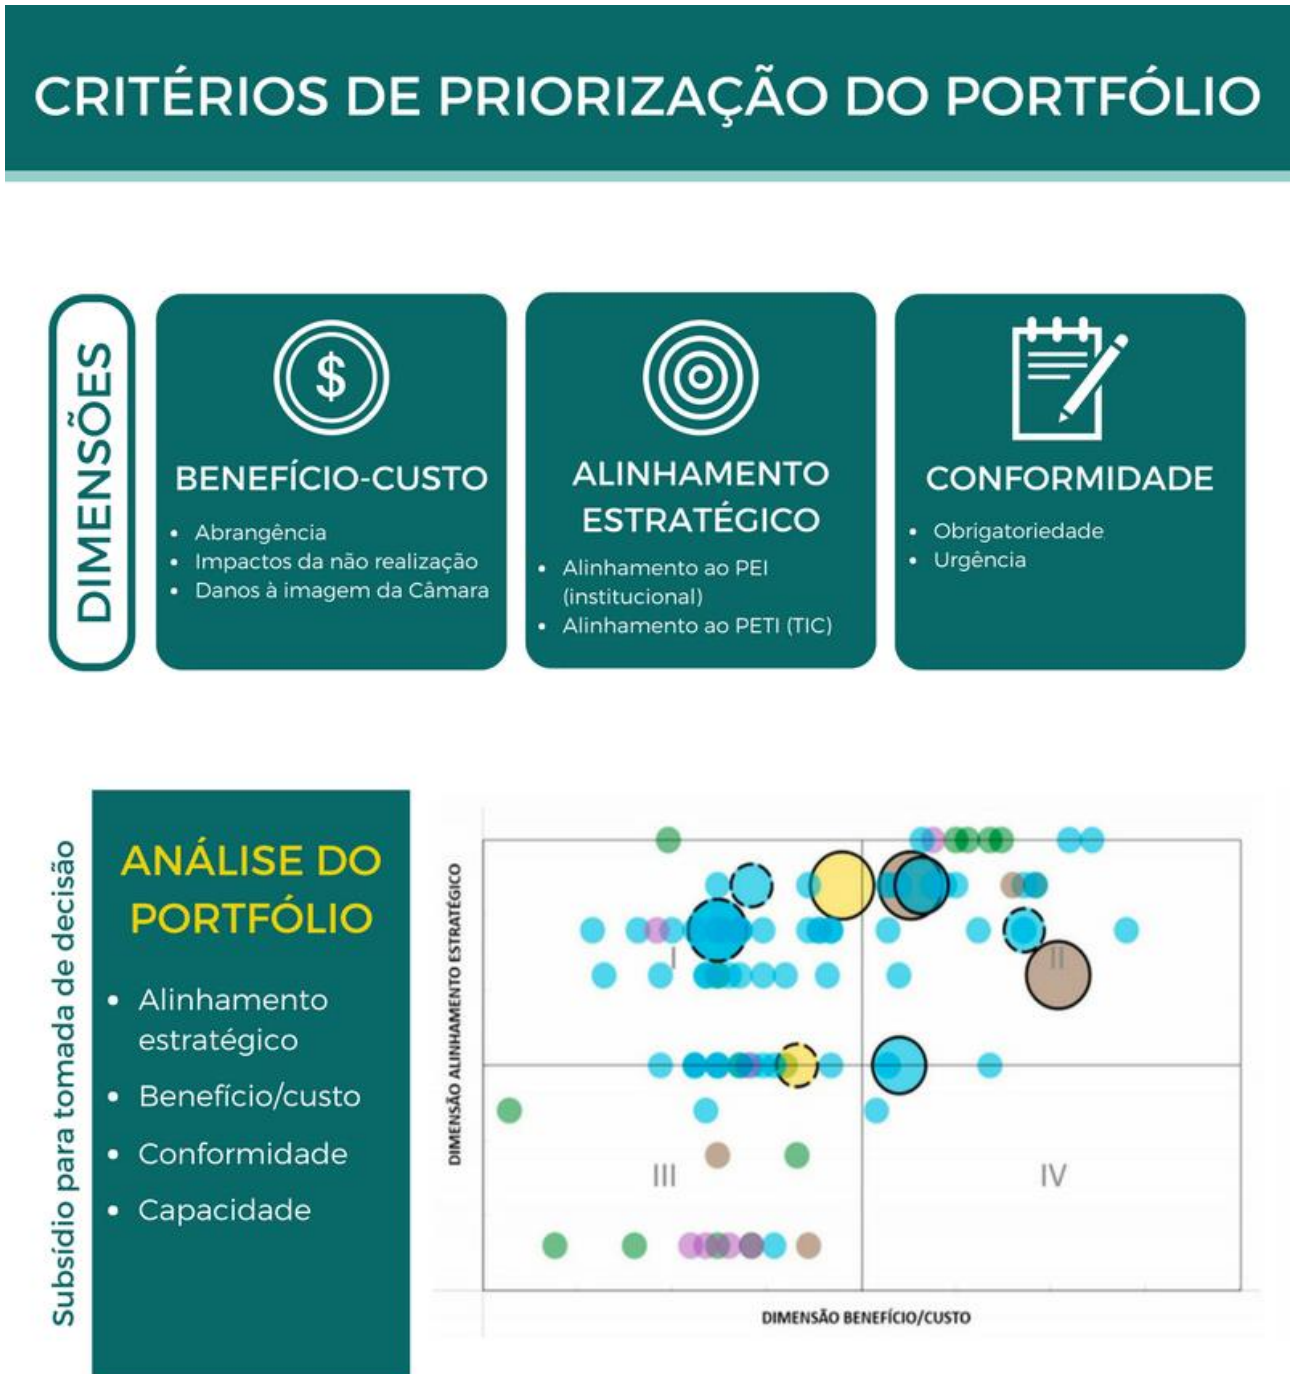 CRITÉRIOS DE PRIORIZAÇÃO DO PORTFÓLIO
DIMENSÕES
$
BENEFÍCIO-CUSTO
• Abrangência
• Impactos da não realização
• Danos à imagem da Câmara
ALINHAMENTO
ESTRATÉGICO
• Alinhamento ao PEI
(institucional)
• Alinhamento ao PETI (TIC)
CONFORMIDADE
• Obrigatoriedade
• Urgência
Subsídio para tomada de decisão
ANÁLISE DO
PORTFÓLIO
• Alinhamento
estratégico
• Benefício/custo
• Conformidade
• Capacidade
DIMENSÃO ALINHAMENTO ESTRATÉGICO
I
II
III
IV
DIMENSÃO BENEFÍCIO/CUSTO